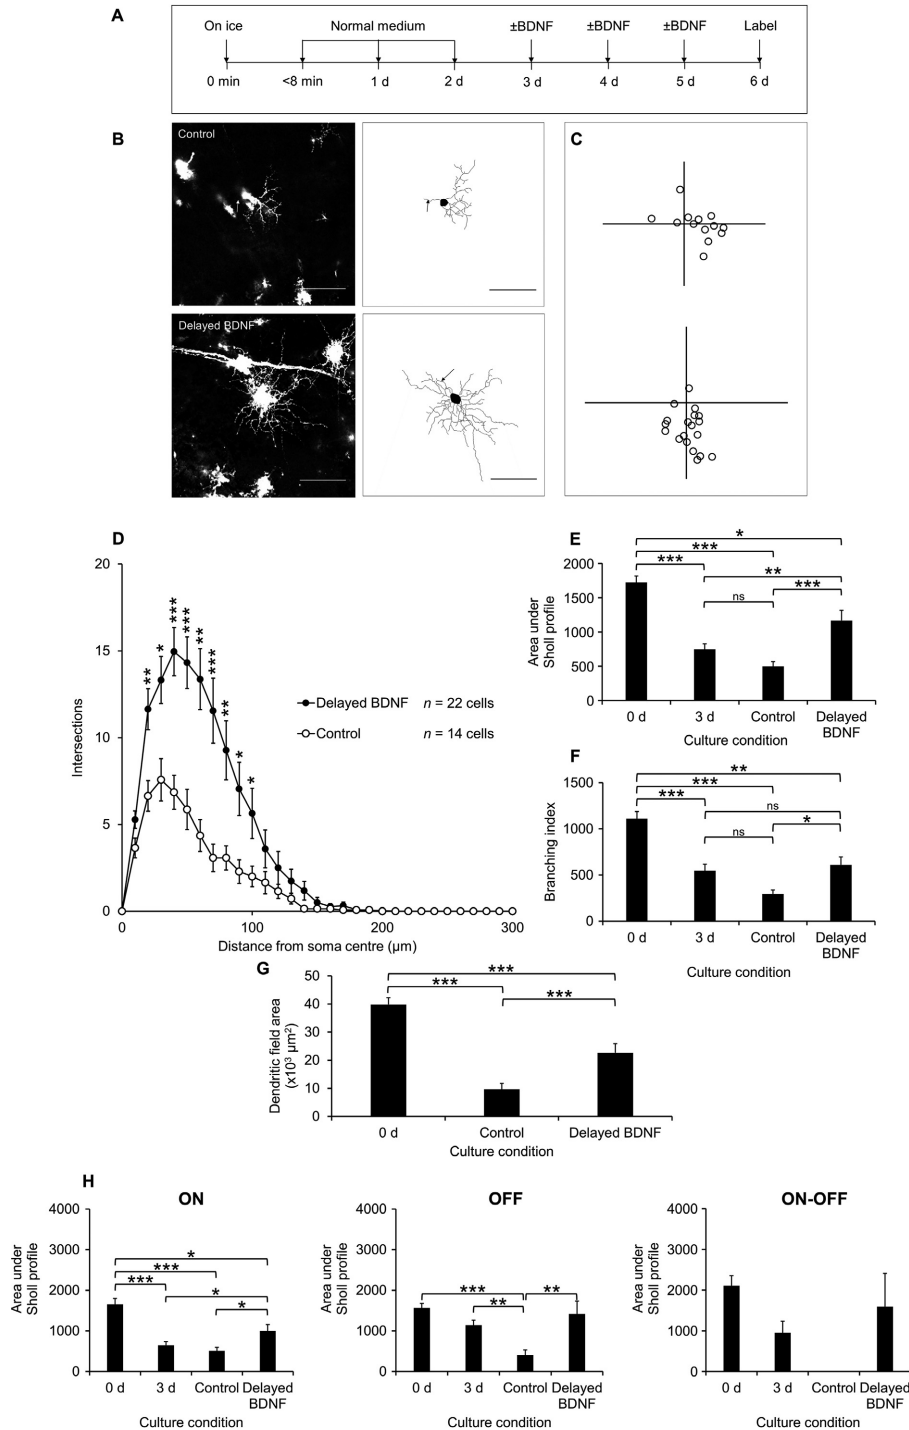 A
On ice
Normal medium
±BDNF
±BDNF
±BDNF
Label
0 min
<8 min
1 d
2 d
3 d
4 d
5 d
6 d
B
Control
C
Delayed BDNF
D
20
15
10
5
0
Intersections
***
***
**
***
*
**
**
*
*
Delayed BDNF n = 22 cells
Control n = 14 cells
0
100
200
300
Distance from soma centre (µm)
E
2000
1500
1000
500
0
Area under
Sholl profile
*
***
***
**
***
ns
0 d
3 d
Control
Delayed
BDNF
Culture condition
F
1500
1000
500
0
Branching index
**
***
***
ns
*
ns
0 d
3 d
Control
Delayed
BDNF
Culture condition
G
50
40
30
20
10
0
Dendritic field area
(x10³ µm²)
***
***
***
0 d
Control
Delayed BDNF
Culture condition
H
ON
4000
3000
2000
1000
0
Area under
Sholl profile
*
***
***
*
*
0 d
3 d
Control
Delayed
BDNF
Culture condition
OFF
4000
3000
2000
1000
0
Area under
Sholl profile
***
**
**
0 d
3 d
Control
Delayed
BDNF
Culture condition
ON-OFF
4000
3000
2000
1000
0
Area under
Sholl profile
0 d
3 d
Control
Delayed
BDNF
Culture condition